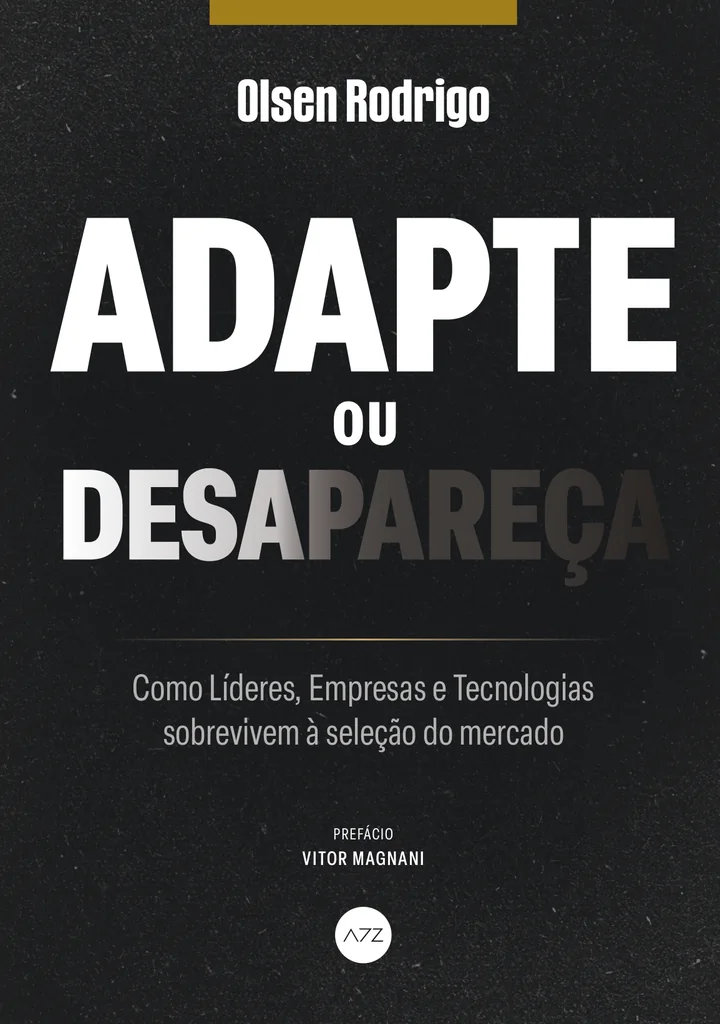 Olsen Rodrigo
ADAPTE
OU
DESAPAREÇA
Como Líderes, Empresas e Tecnologias
sobrevivem à seleção do mercado
PREFÁCIO
VITOR MAGNANI
A7Z